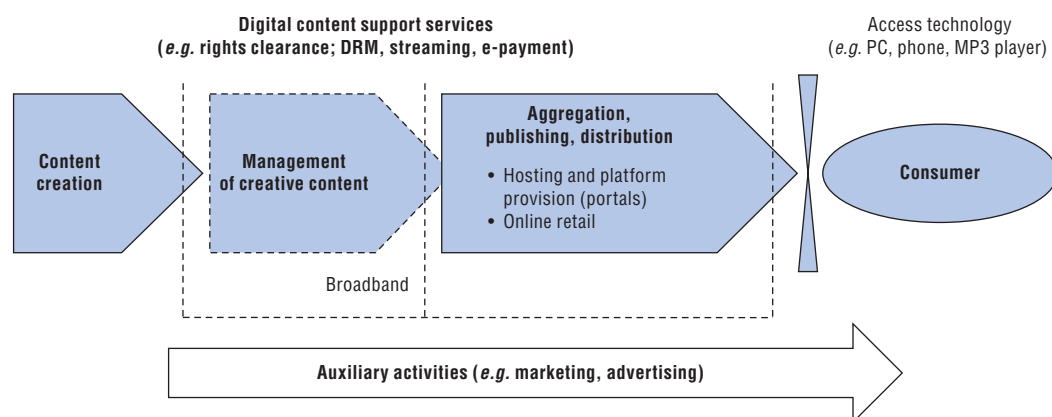 Digital content support services
(e.g. rights clearance; DRM, streaming, e-payment)
Access technology
(e.g. PC, phone, MP3 player)
Content
creation
Management
of creative content
Aggregation,
publishing, distribution
• Hosting and platform
provision (portals)
• Online retail
Consumer
Broadband
Auxiliary activities (e.g. marketing, advertising)